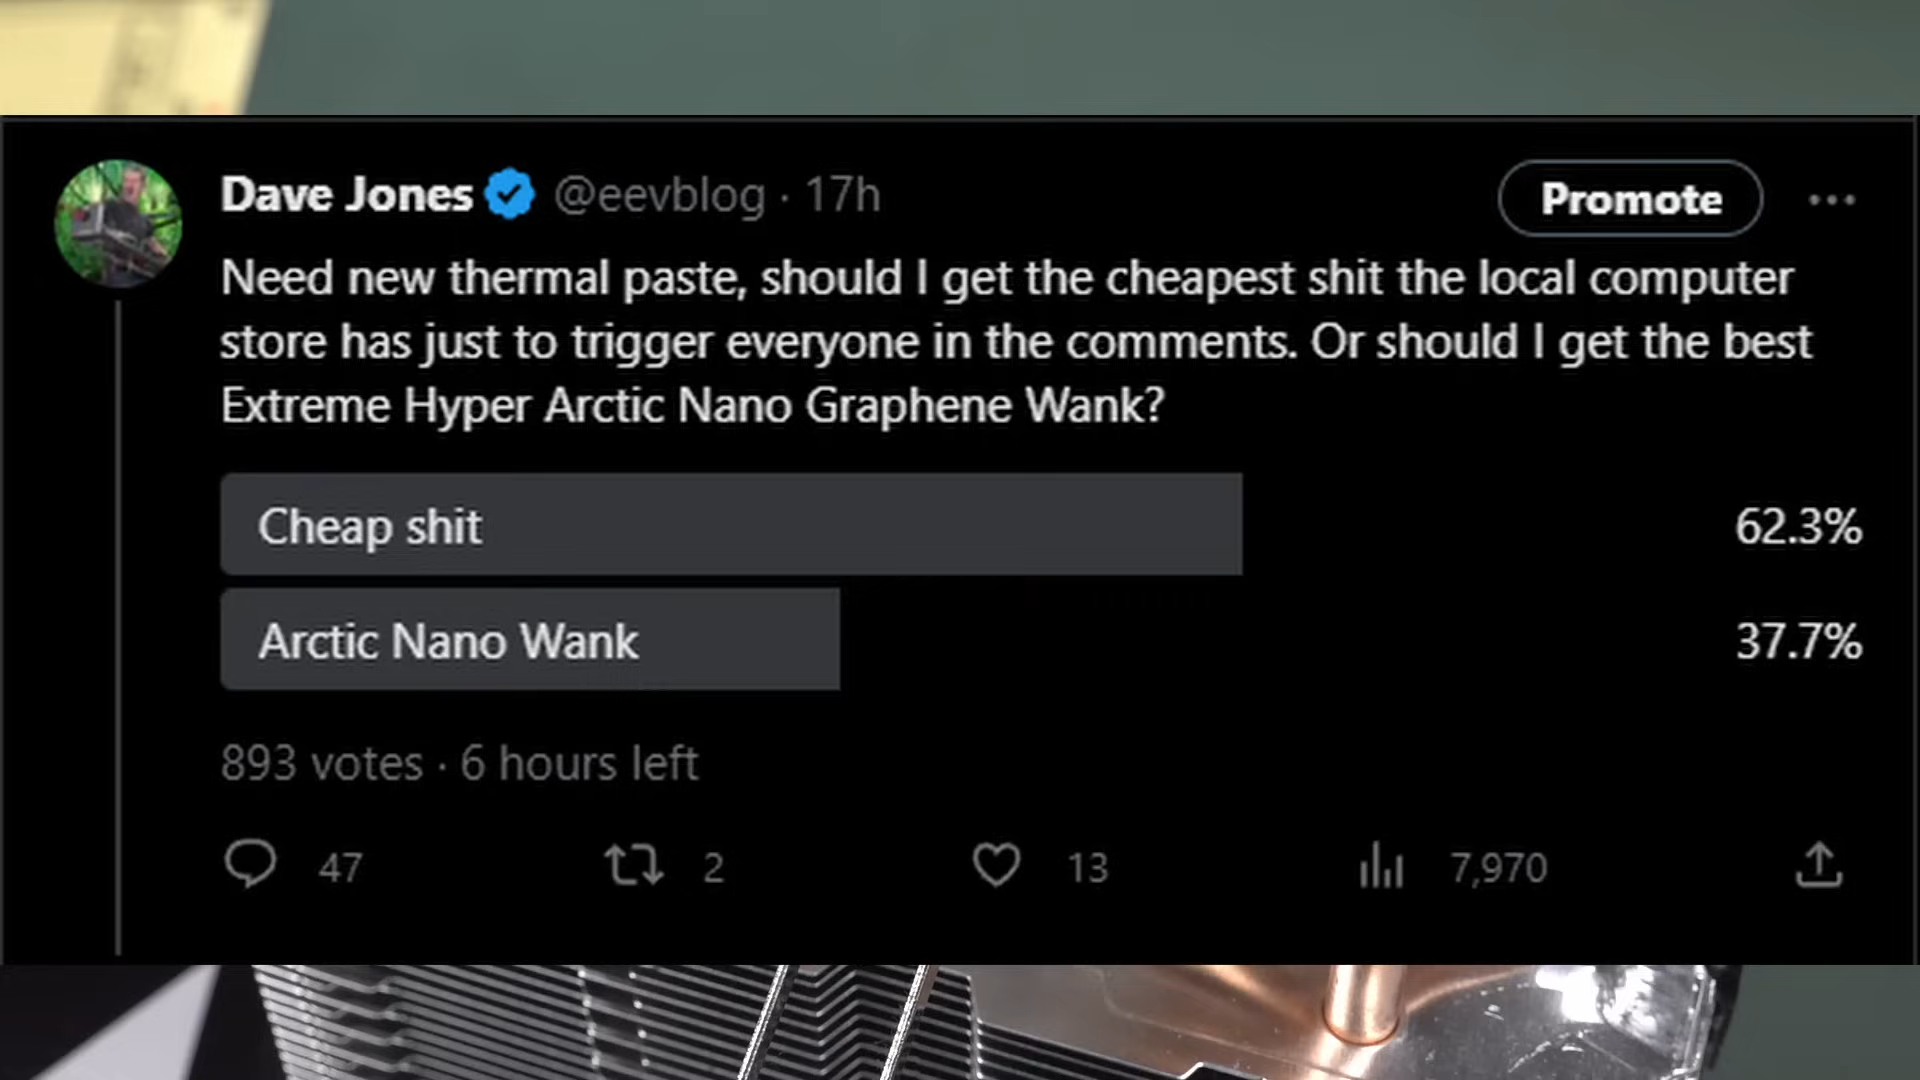 Dave Jones @eevblog · 17h
Promote
Need new thermal paste, should I get the cheapest shit the local computer
store has just to trigger everyone in the comments. Or should I get the best
Extreme Hyper Arctic Nano Graphene Wank?
Cheap shit 62.3%
Arctic Nano Wank 37.7%
893 votes · 6 hours left
47 2 13 7,970